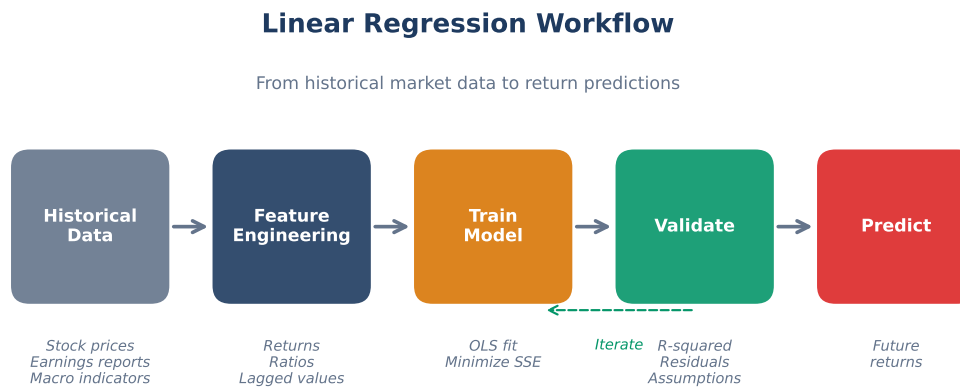 Linear Regression Workflow
From historical market data to return predictions
Historical
Data
Feature
Engineering
Train
Model
Validate
Predict
Stock prices
Earnings reports
Macro indicators
Returns
Ratios
Lagged values
OLS fit
Minimize SSE
Iterate
R-squared
Residuals
Assumptions
Future
returns